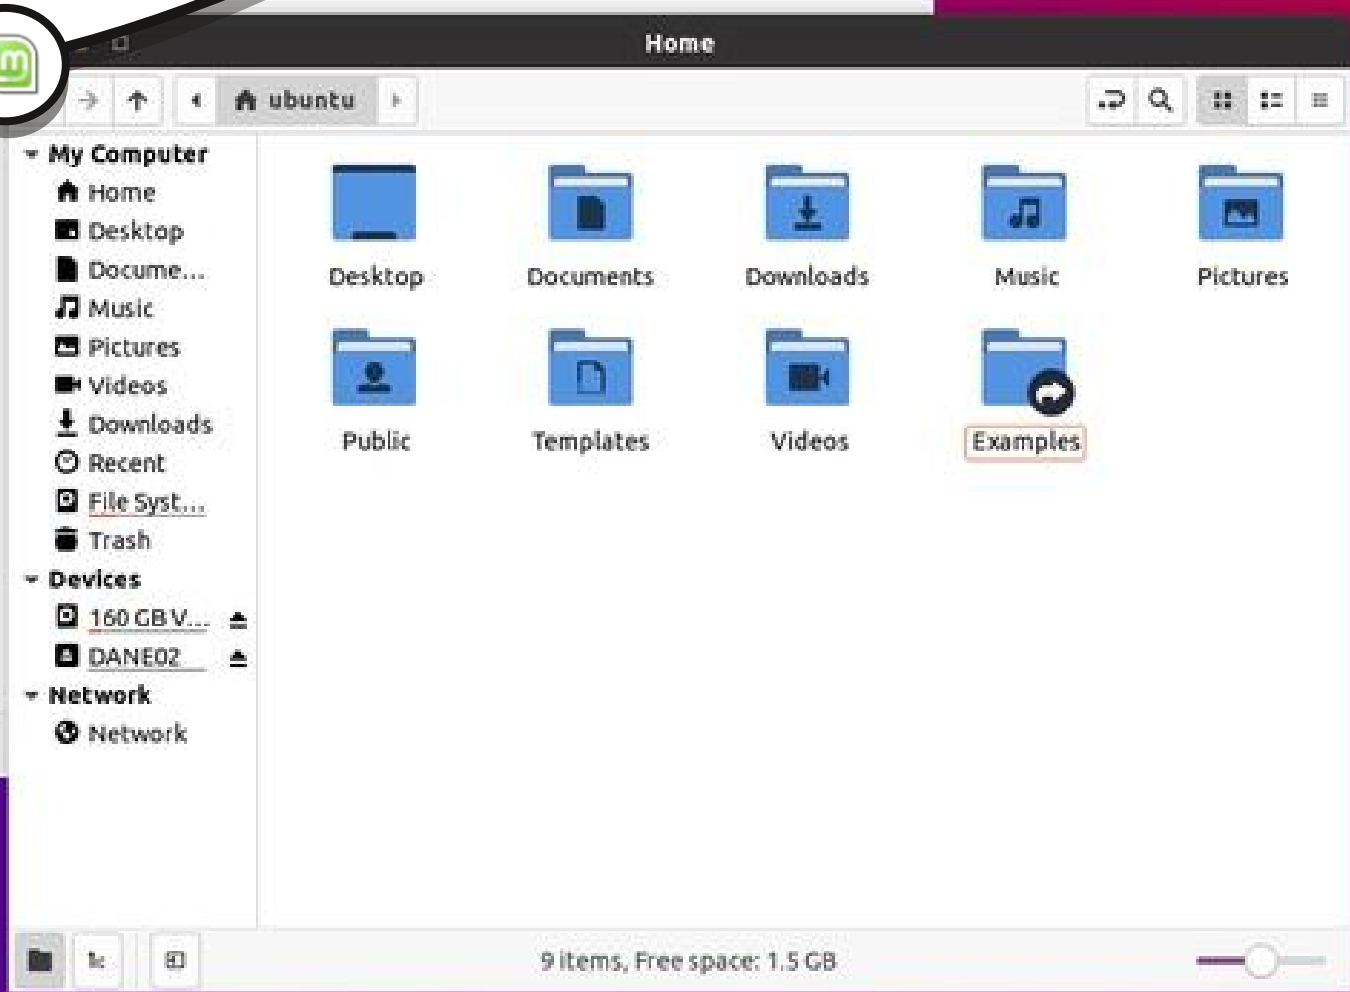 m
Home
ubuntu
My Computer
Home
Desktop
Docume...
Music
Pictures
Videos
Downloads
Recent
File Syst...
Trash
Devices
160 GB V...
DANE02
Network
Network
Desktop Documents Downloads Music Pictures
Public Templates Videos Examples
9 items, Free space: 1.5 GB